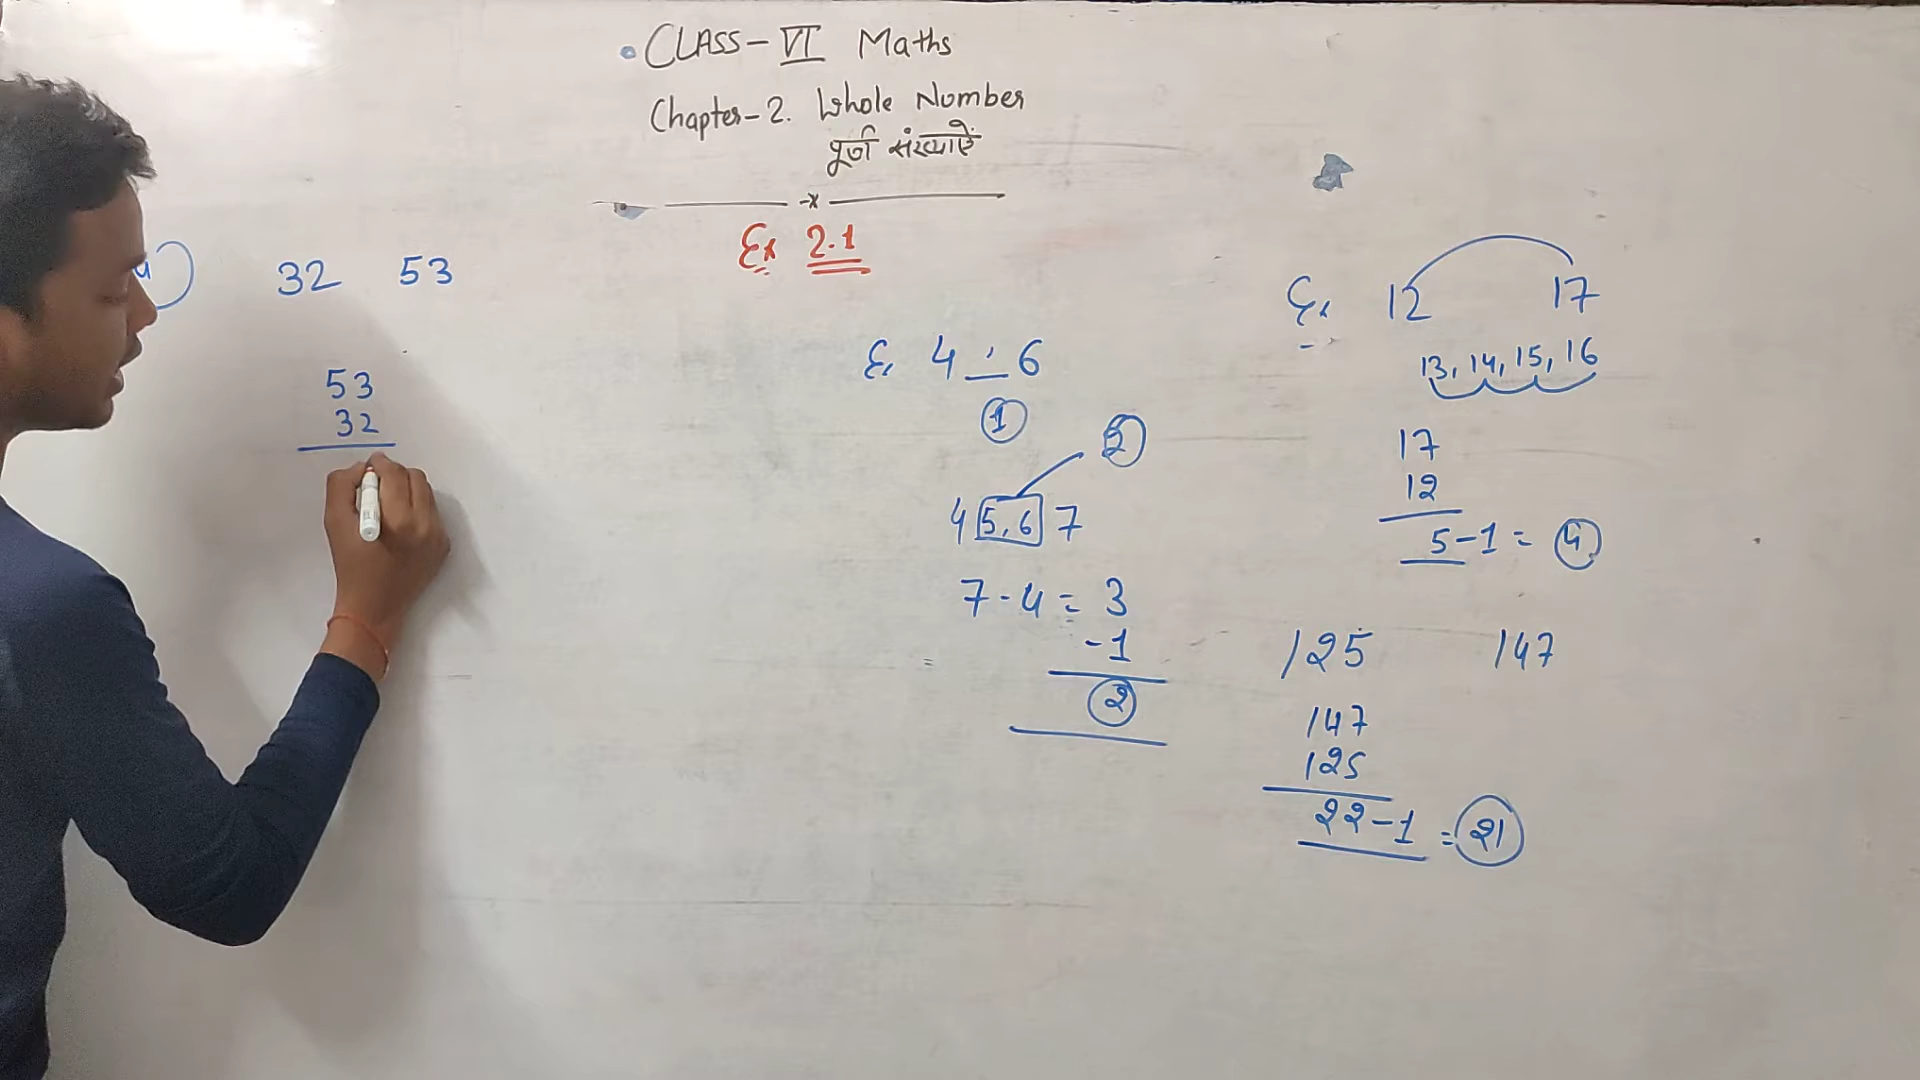 CLASS-VI Maths
Chapter-2. Whole Number
पूर्ण संख्याएँ
Ex 2.1
4) 32 53
53
32
Ex 4 , 6
1
2
4 5,6 7
7-4 = 3
-1
2
Ex 12 17
13, 14, 15, 16
17
12
5-1 = 4
125 147
147
125
22-1 = 21